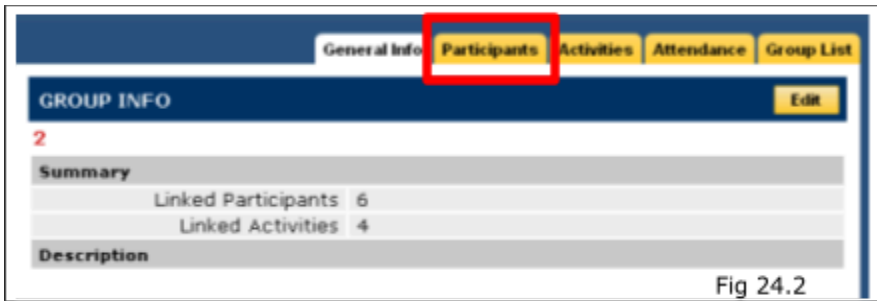 General Info Participants Activities Attendance Group List
GROUP INFO Edit
2
Summary
Linked Participants 6
Linked Activities 4
Description
Fig 24.2